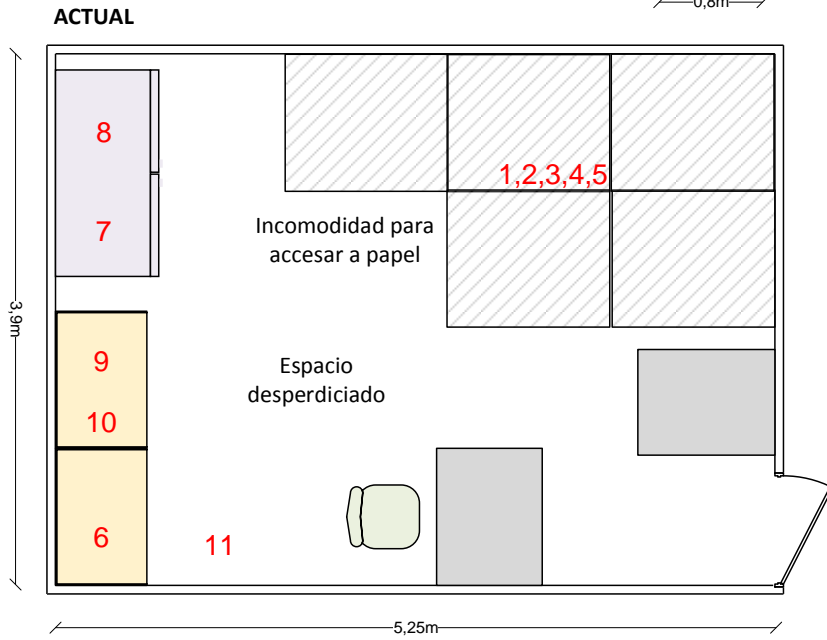 0,8m
ACTUAL
8
1,2,3,4,5
7
Incomodidad para
accesar a papel
3,9m
9
Espacio
desperdiciado
10
6
11
5,25m